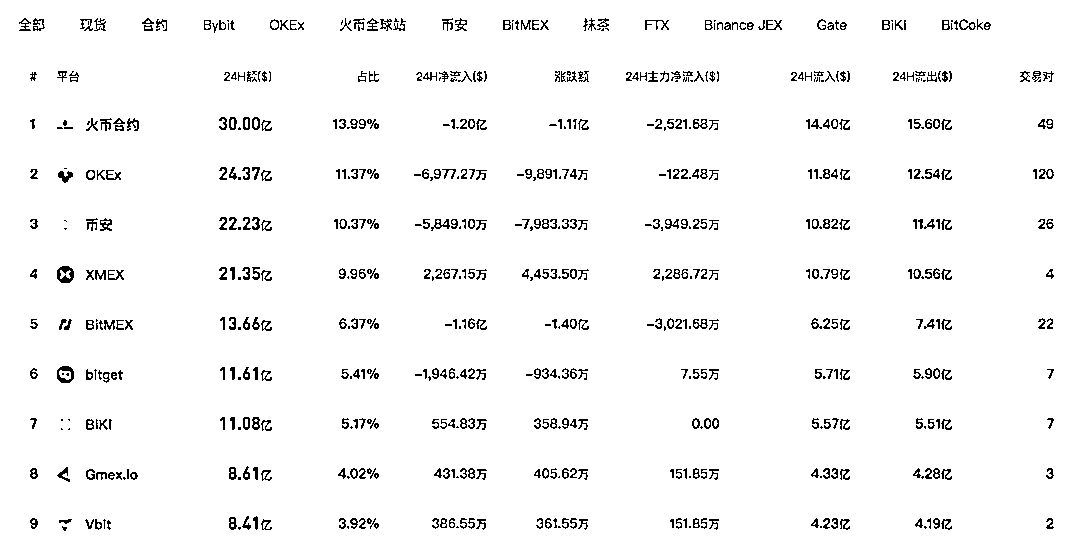 全部 现货 合约 Bybit OKEx 火币全球站 币安 BitMEX 抹茶 FTX Binance JEX Gate BiKi BitCoke
# 平台 24H额($) 占比 24H净流入($) 涨跌额 24H主力净流入($) 24H流入($) 24H流出($) 交易对
1 火币合约 30.00亿 13.99% -1.20亿 -1.11亿 -2,521.68万 14.40亿 15.60亿 49
2 OKEx 24.37亿 11.37% -6,977.27万 -9,891.74万 -122.48万 11.84亿 12.54亿 120
3 币安 22.23亿 10.37% -5,849.10万 -7,983.33万 -3,949.25万 10.82亿 11.41亿 26
4 XMEX 21.35亿 9.96% 2,267.15万 4,453.50万 2,286.72万 10.79亿 10.56亿 4
5 BitMEX 13.66亿 6.37% -1.16亿 -1.40亿 -3,021.68万 6.25亿 7.41亿 22
6 bitget 11.61亿 5.41% -1,946.42万 -934.36万 7.55万 5.71亿 5.90亿 7
7 BiKi 11.08亿 5.17% 554.83万 358.94万 0.00 5.57亿 5.51亿 7
8 Gmex.io 8.61亿 4.02% 431.38万 405.62万 151.85万 4.33亿 4.28亿 3
9 Vbit 8.41亿 3.92% 386.55万 361.55万 151.85万 4.23亿 4.19亿 2